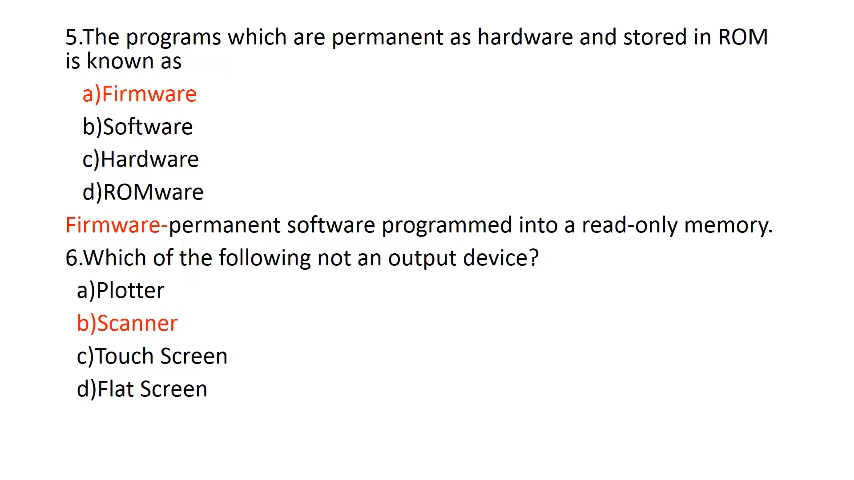 5.The programs which are permanent as hardware and stored in ROM
is known as
a)Firmware
b)Software
c)Hardware
d)ROMware
Firmware-permanent software programmed into a read-only memory.
6.Which of the following not an output device?
a)Plotter
b)Scanner
c)Touch Screen
d)Flat Screen